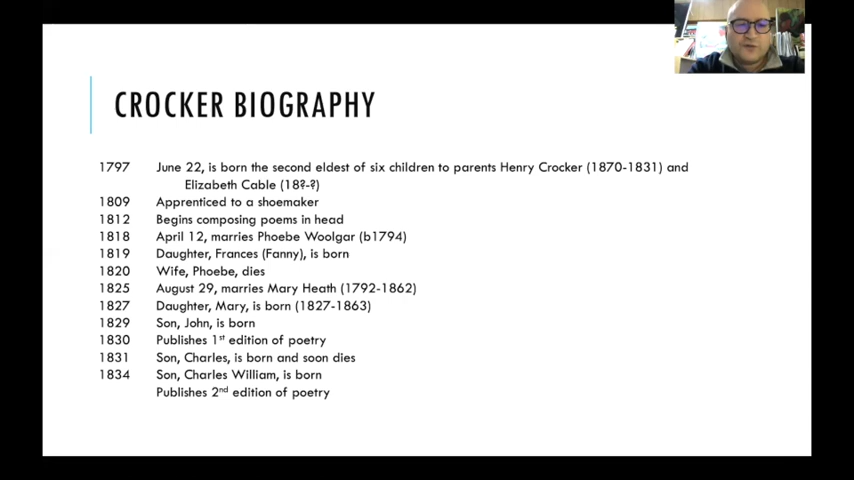 CROCKER BIOGRAPHY
1797 June 22, is born the second eldest of six children to parents Henry Crocker (1870-1831) and
Elizabeth Cable (18?-?)
1809 Apprenticed to a shoemaker
1812 Begins composing poems in head
1818 April 12, marries Phoebe Woolgar (b1794)
1819 Daughter, Frances (Fanny), is born
1820 Wife, Phoebe, dies
1825 August 29, marries Mary Heath (1792-1862)
1827 Daughter, Mary, is born (1827-1863)
1829 Son, John, is born
1830 Publishes 1st edition of poetry
1831 Son, Charles, is born and soon dies
1834 Son, Charles William, is born
Publishes 2nd edition of poetry